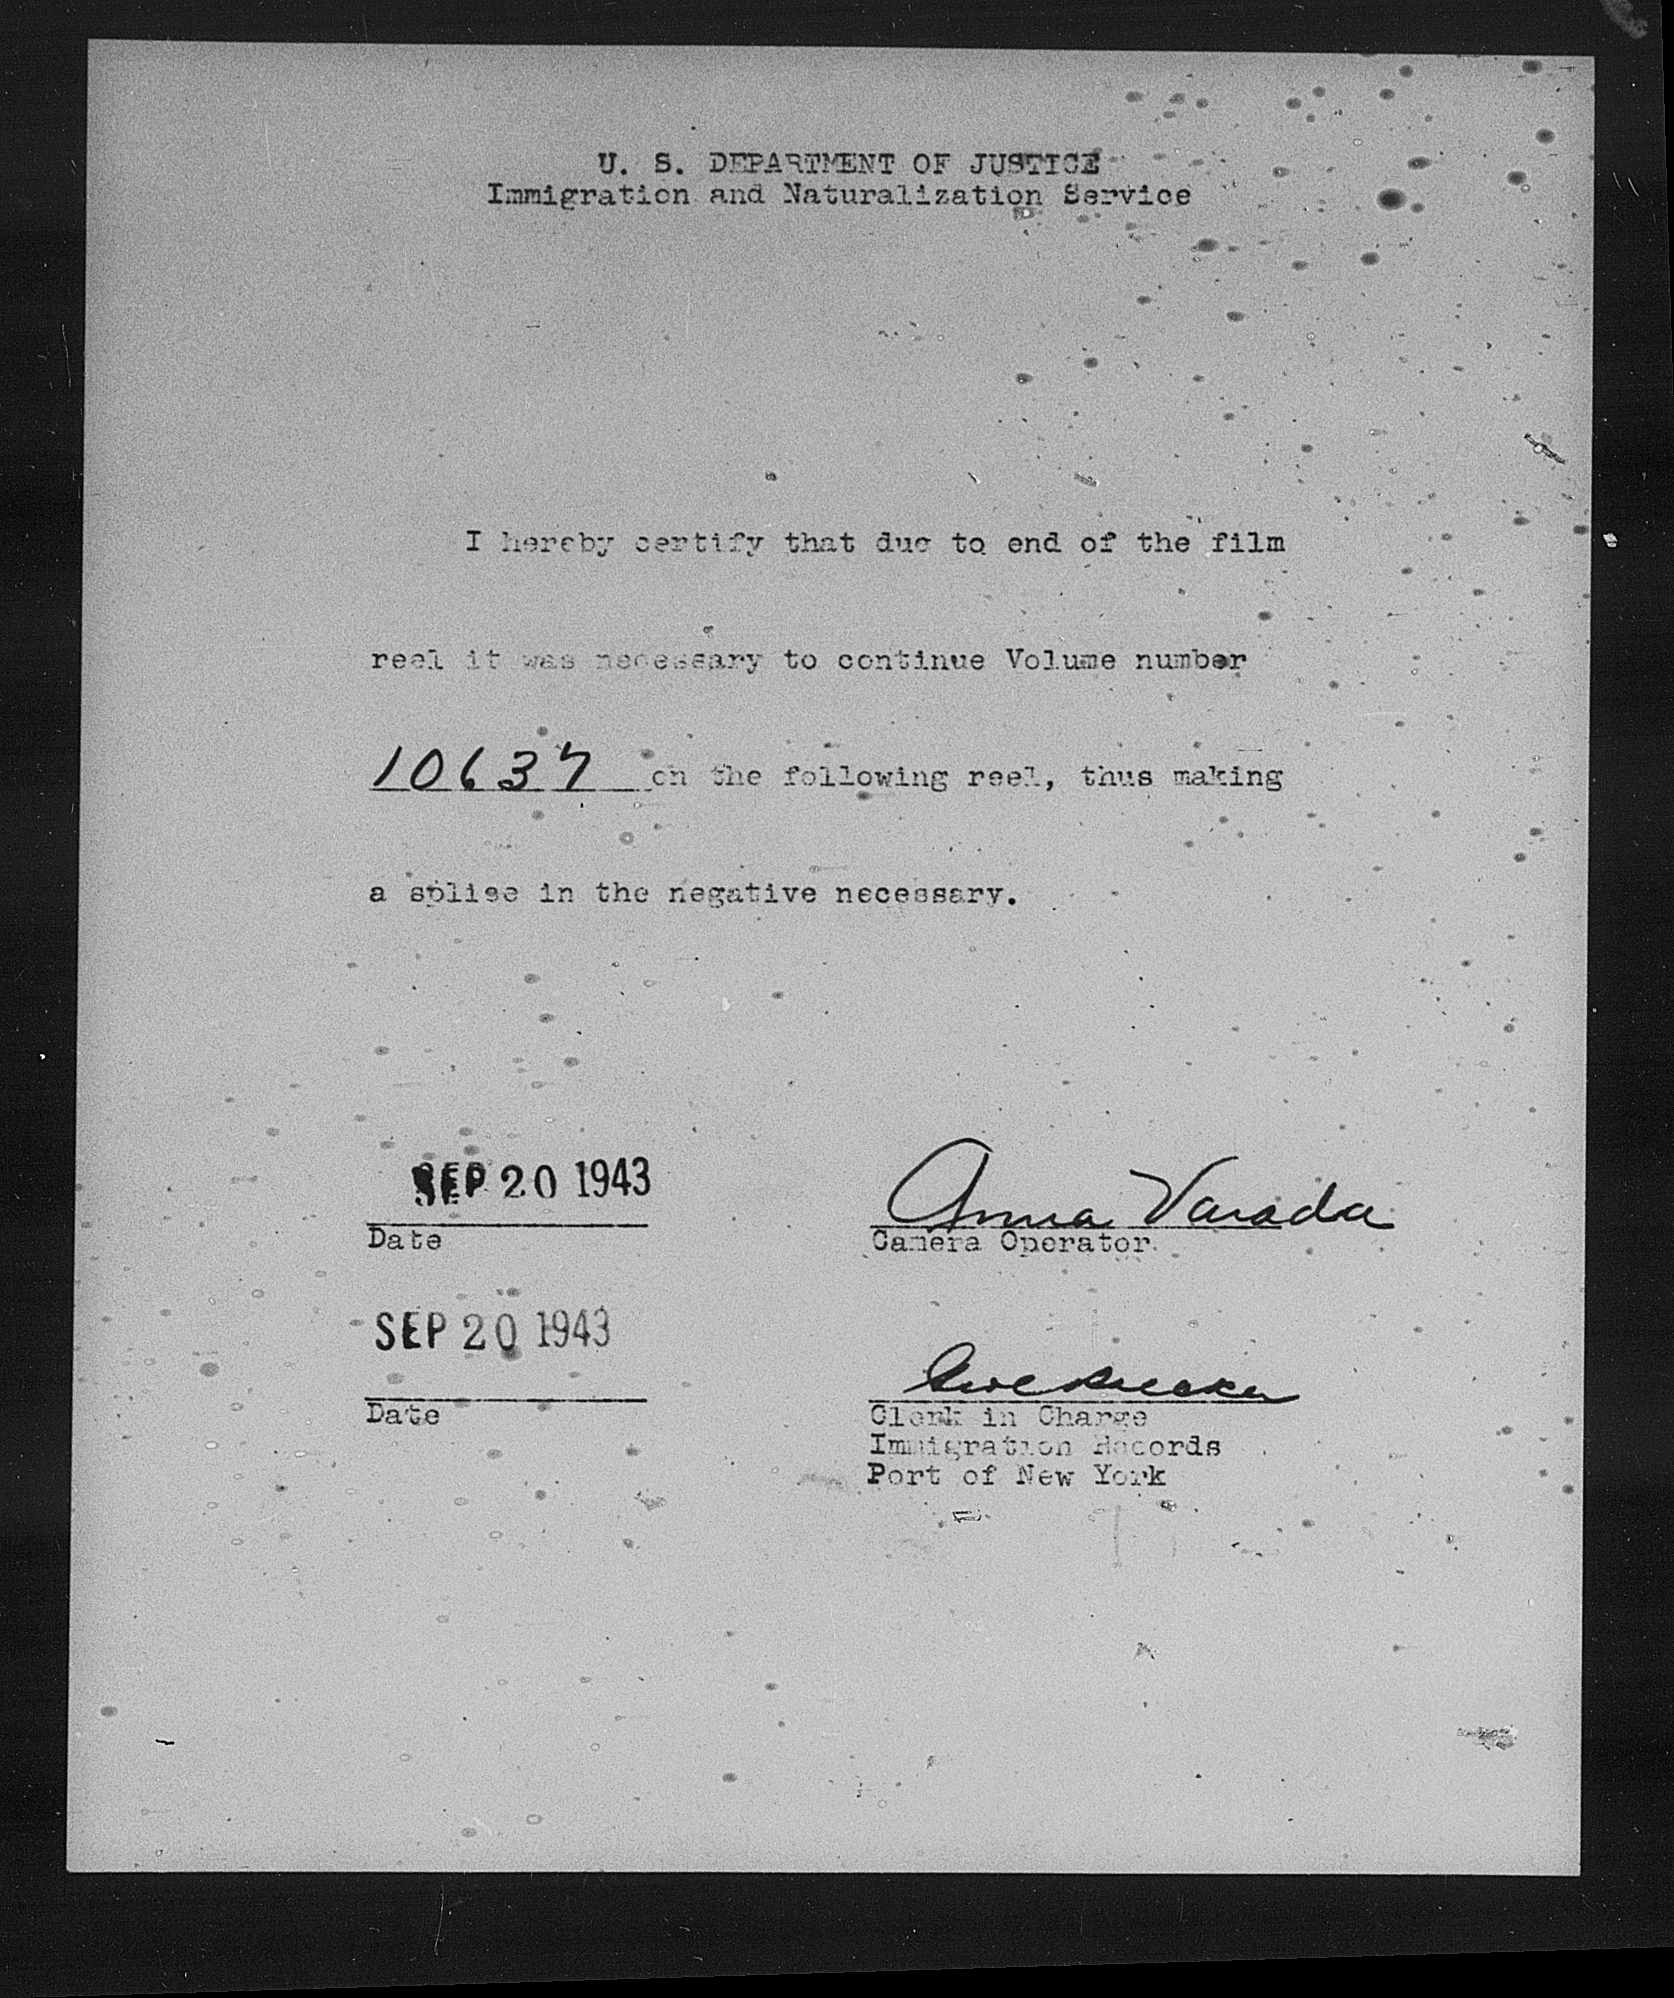 U. S. DEPARTMENT OF JUSTICE
Immigration and Naturalization Service
I hereby certify that due to end of the film
reel it was necessary to continue Volume number
10637 on the following reel, thus making
a splise in the negative necessary.
SEP 20 1943
Anna Varada
Date
Camera Operator
SEP 20 1943
Date
Clerk in Charge
Immigration Records
Port of New York